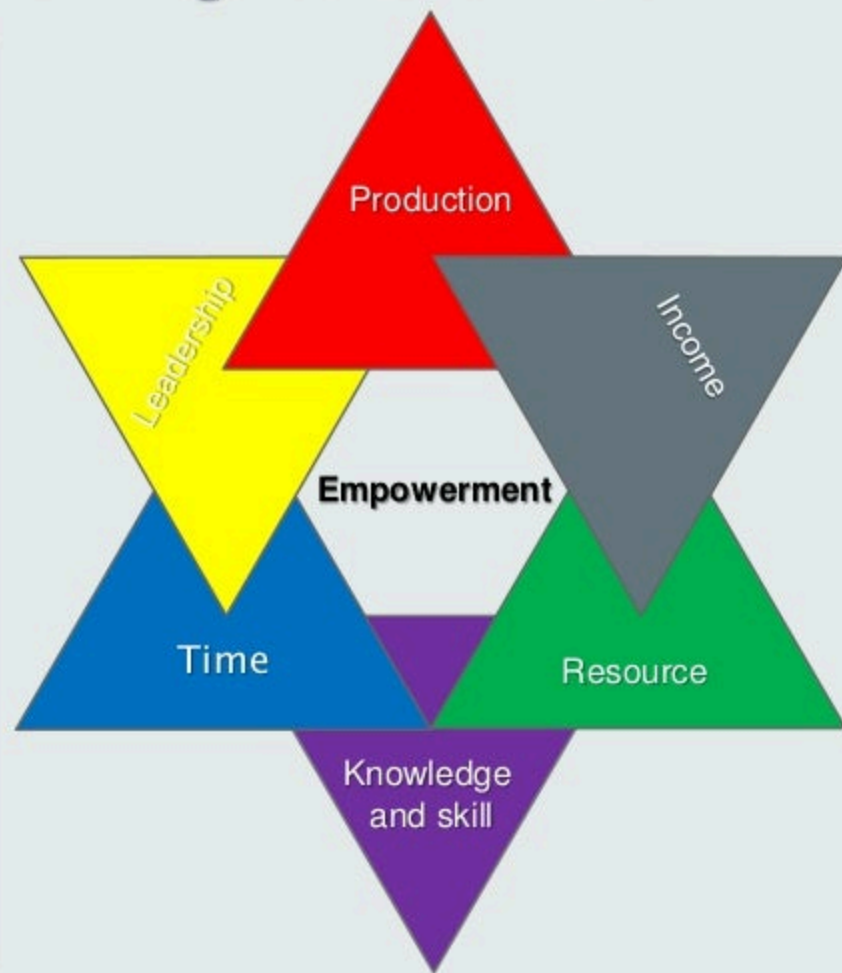 Production
Leadership
Income
Empowerment
Time
Resource
Knowledge
and skill